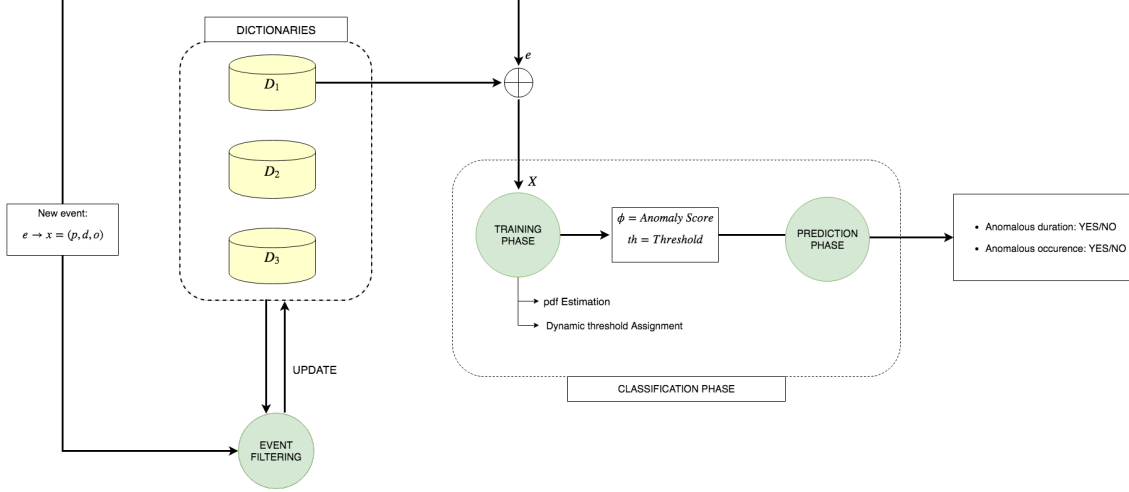 DICTIONARIES
D₁
D₂
D₃
e
X
New event:
e → x = (p, d, o)
UPDATE
EVENT
FILTERING
TRAINING
PHASE
ϕ = Anomaly Score
th = Threshold
PREDICTION
PHASE
pdf Estimation
Dynamic threshold Assignment
CLASSIFICATION PHASE
• Anomalous duration: YES/NO
• Anomalous occurence: YES/NO